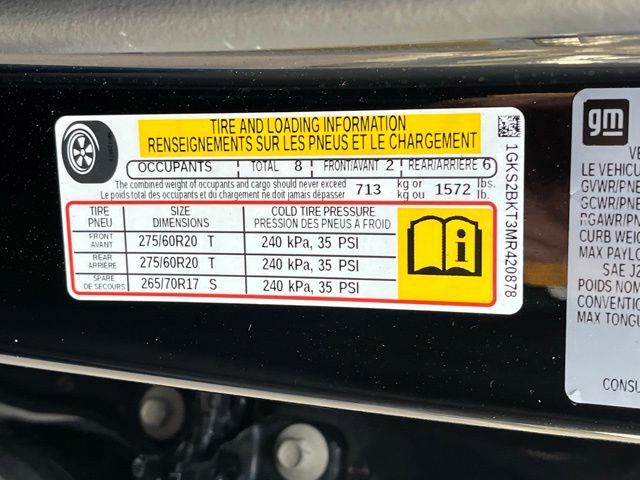 TIRE AND LOADING INFORMATION
RENSEIGNEMENTS SUR LES PNEUS ET LE CHARGEMENT
OCCUPANTS TOTAL 8 FRONT/AVANT 2 REAR/ARRIÈRE 6
The combined weight of occupants and cargo should never exceed 713 kg or 1572 lbs.
Le poids total des occupants et du chargement ne doit jamais dépasser kg ou lb.
TIRE SIZE COLD TIRE PRESSURE
PNEU DIMENSIONS PRESSION DES PNEUS A FROID
FRONT
AVANT 275/60R20 T 240 kPa, 35 PSI
REAR
ARRIÈRE 275/60R20 T 240 kPa, 35 PSI
SPARE
DE SECOURS 265/70R17 S 240 kPa, 35 PSI
1GKS2BKT3MR420878
gm
VE
LE VEHICU
GVWR/PNE
GCWR/PNE
RGAWR/PN
CURB WEIG
MAX PAYLO
SAE J2
POIDS NOM
CONVENTIO
MAX TONGU
CONSU